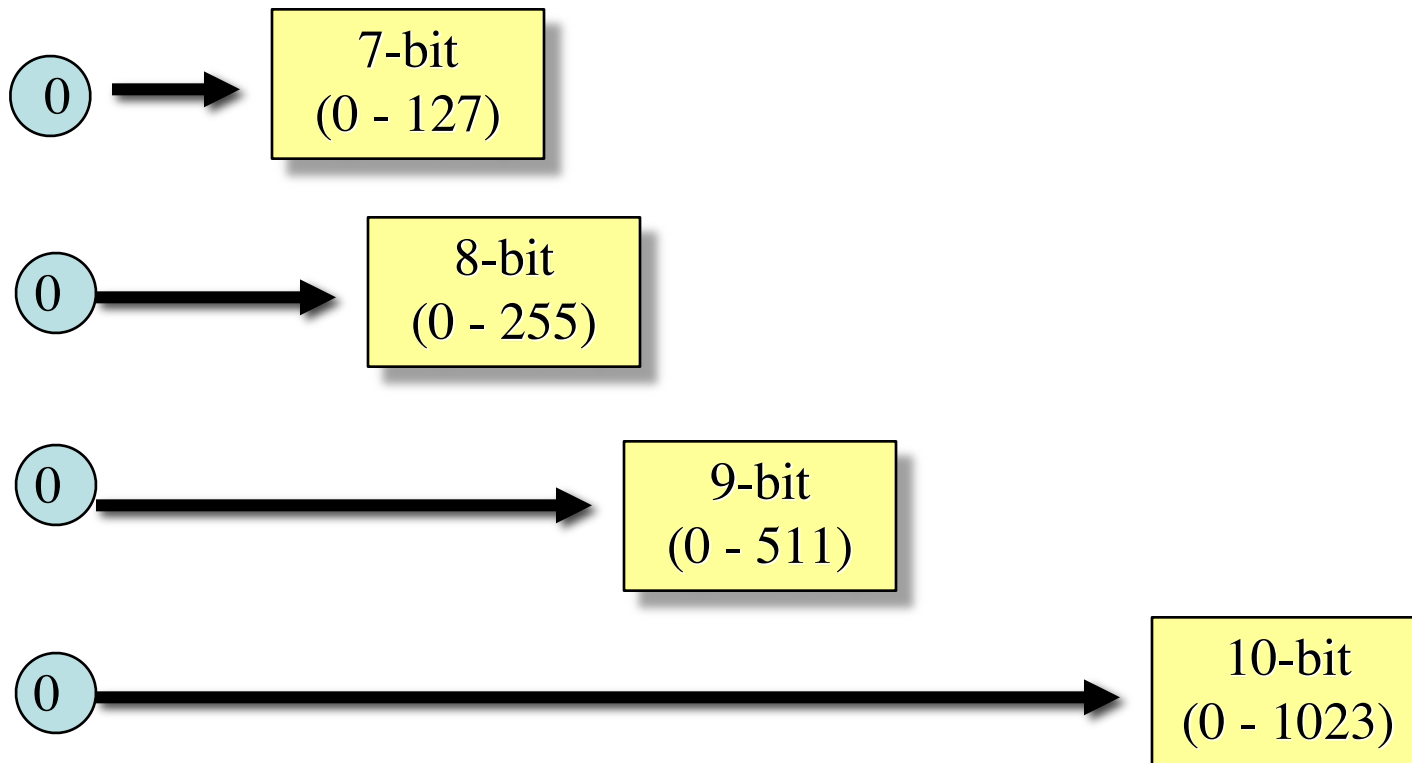 0
7-bit
(0 - 127)
0
8-bit
(0 - 255)
0
9-bit
(0 - 511)
0
10-bit
(0 - 1023)